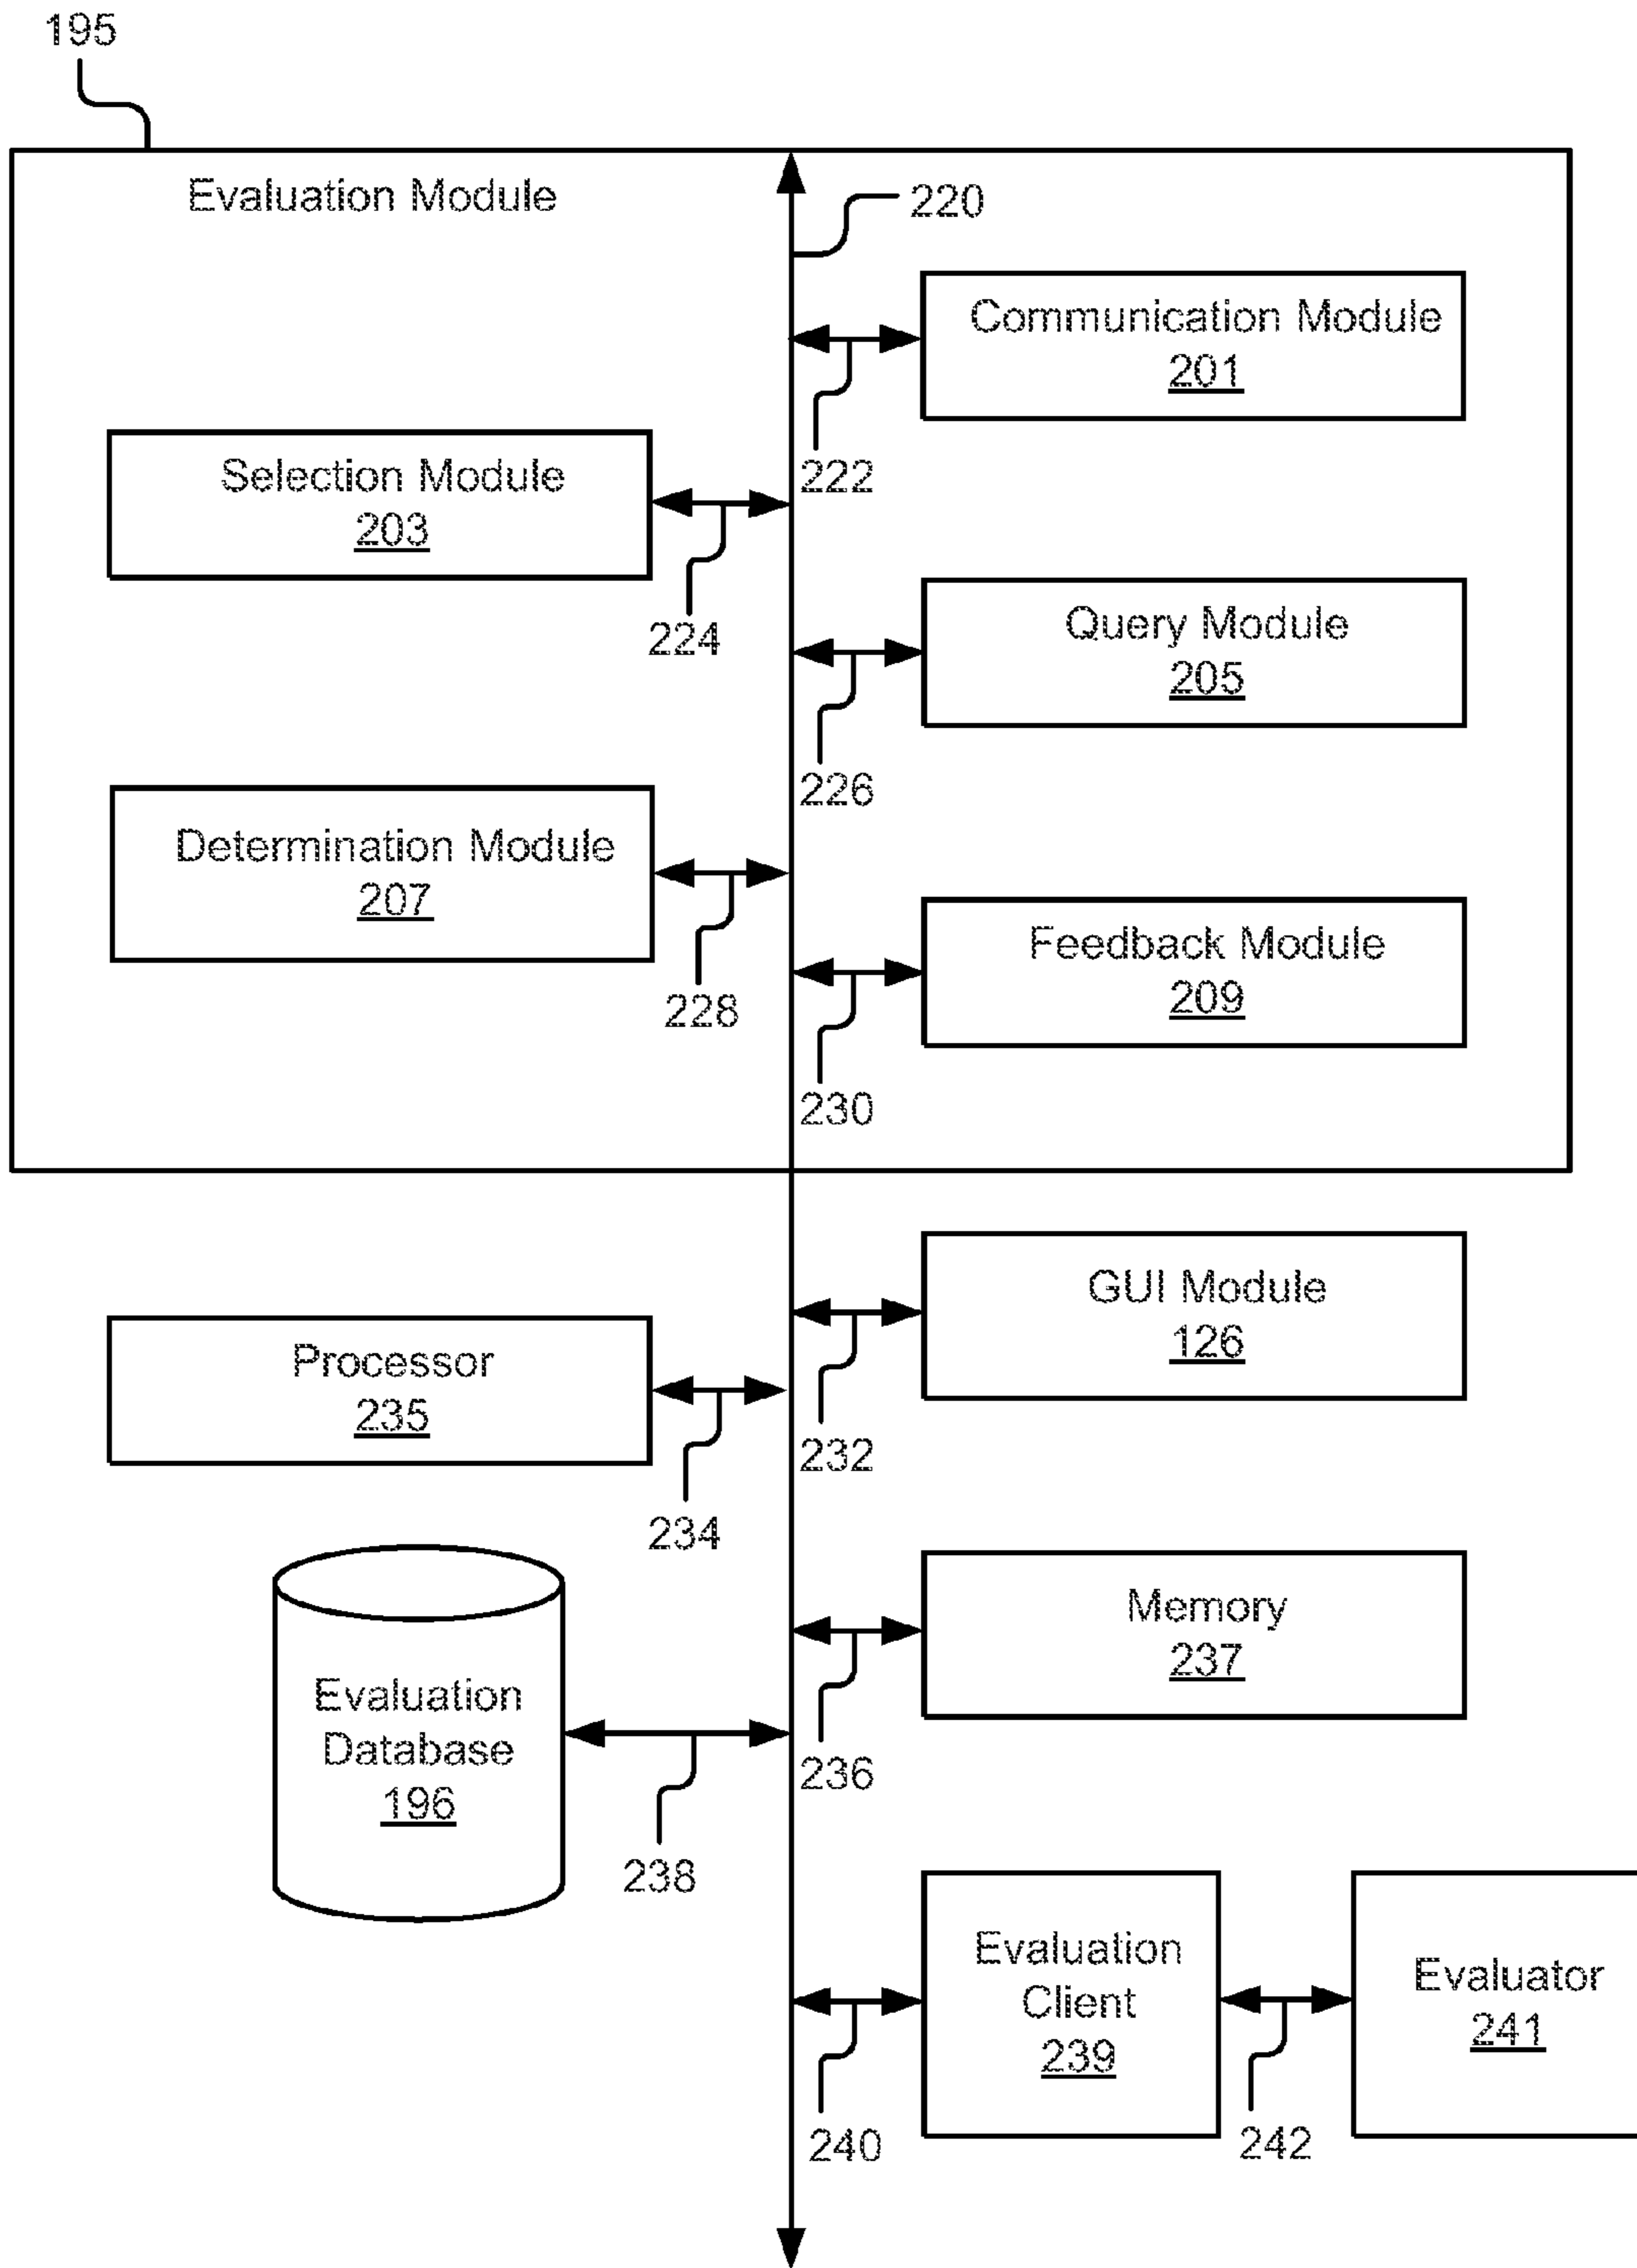 195
Evaluation Module
220
Communication Module
201
222
Selection Module
203
224
Query Module
205
226
Determination Module
207
228
Feedback Module
209
230
GUI Module
126
232
Processor
235
234
Memory
237
236
Evaluation
Database
196
238
Evaluation
Client
239
240
Evaluator
241
242